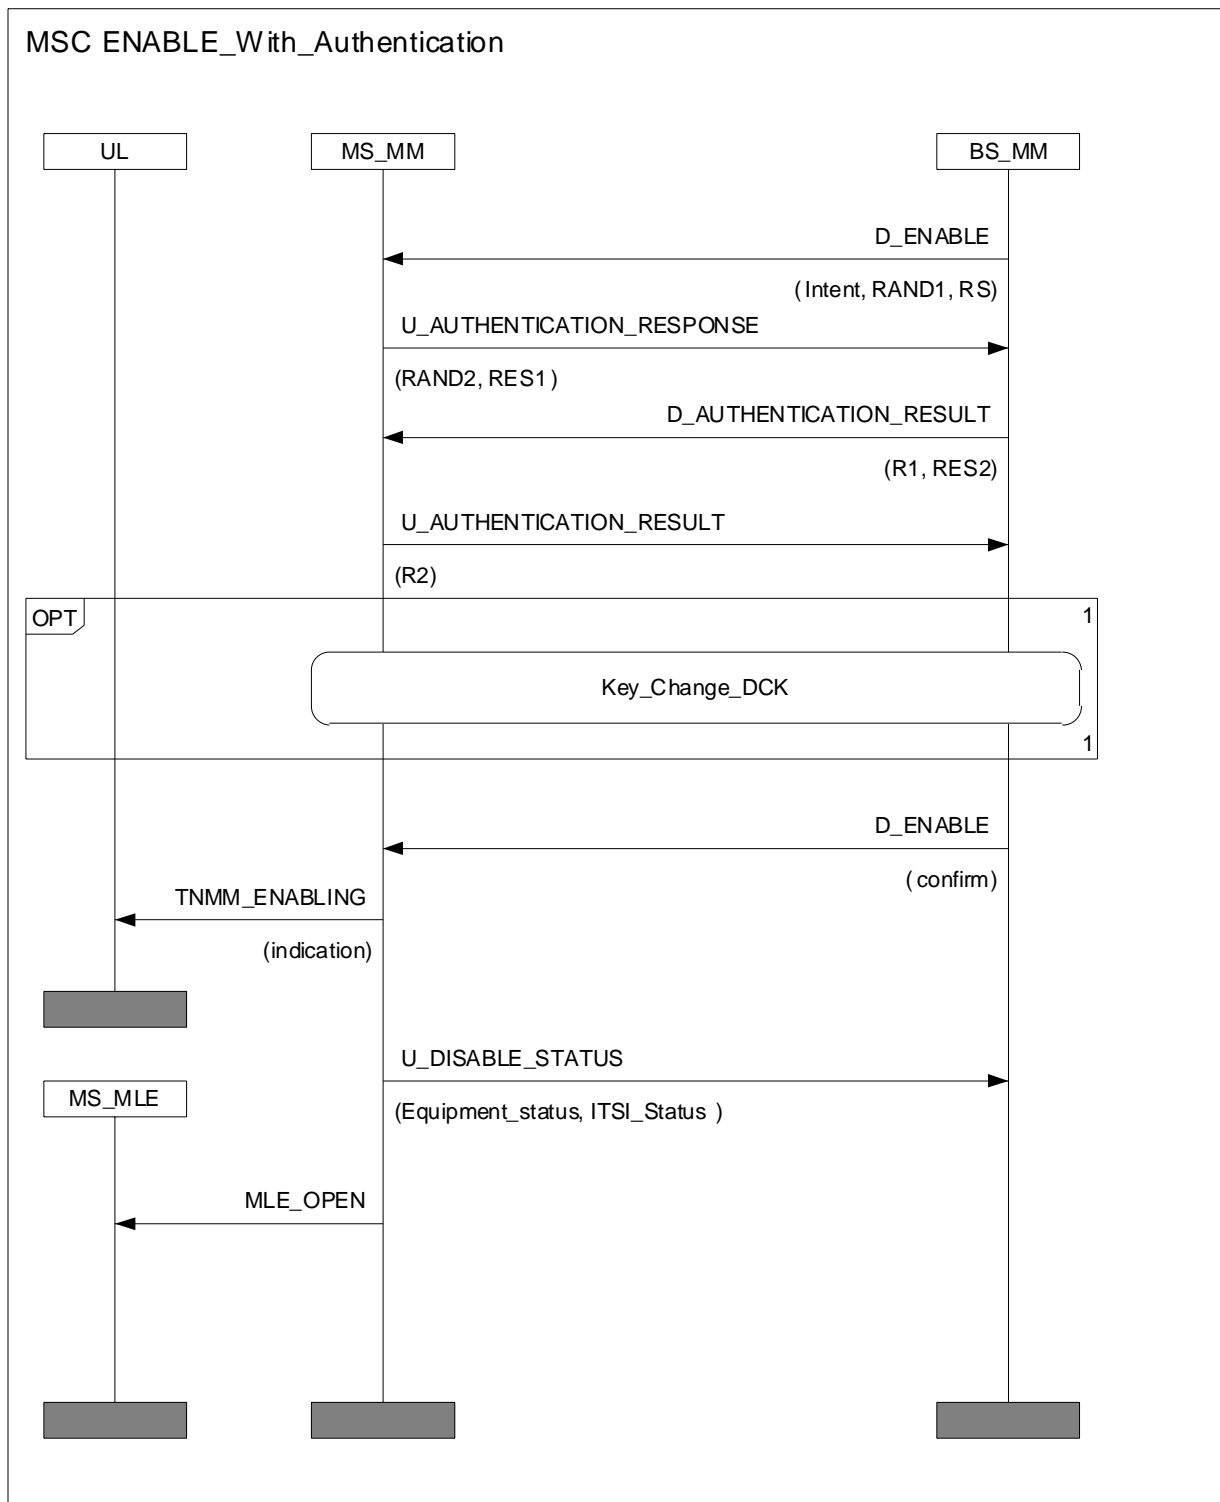 MSC ENABLE_With_Authentication
UL
MS_MM
BS_MM
D_ENABLE
(Intent, RAND1, RS)
U_AUTHENTICATION_RESPONSE
(RAND2, RES1)
D_AUTHENTICATION_RESULT
(R1, RES2)
U_AUTHENTICATION_RESULT
(R2)
OPT
1
Key_Change_DCK
1
D_ENABLE
(confirm)
TNMM_ENABLING
(indication)
U_DISABLE_STATUS
MS_MLE
(Equipment_status, ITSI_Status )
MLE_OPEN